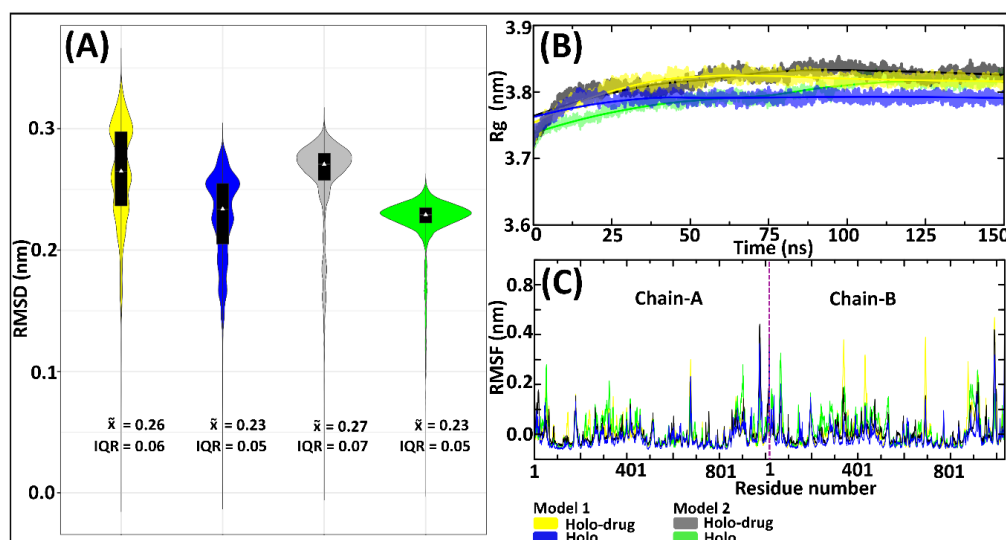 (A)
RMSD (nm)
0.3
0.2
0.1
0.0
x̃ = 0.26
IQR = 0.06
x̃ = 0.23
IQR = 0.05
x̃ = 0.27
IQR = 0.07
x̃ = 0.23
IQR = 0.05
(B)
Rg (nm)
3.9
3.8
3.7
3.6
0 25 50 75 100 125 150
Time (ns)
(C)
Chain-A Chain-B
RMSF (nm)
0.8
0.4
0.2
0.0
1 401 801 1 401 801
Residue number
Model 1 Model 2
Holo-drug Holo-drug
Holo Holo